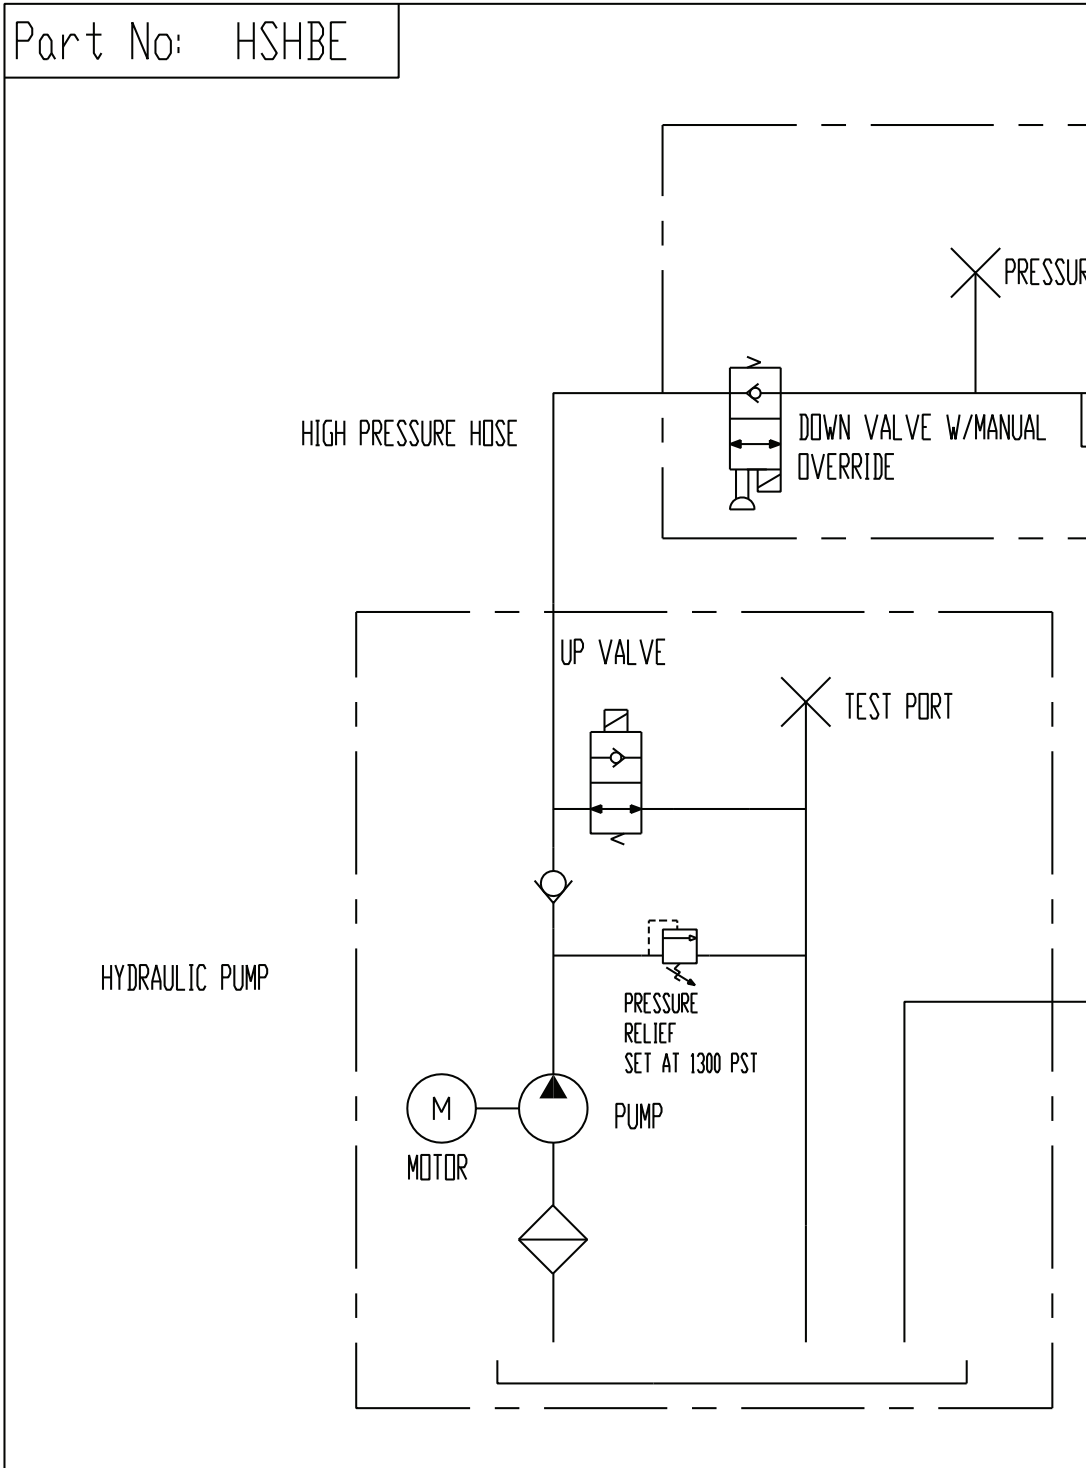 Part No: HSHBE
PRESSUR
HIGH PRESSURE HOSE
DOWN VALVE W/MANUAL
OVERRIDE
UP VALVE
TEST PORT
HYDRAULIC PUMP
PRESSURE
RELIEF
SET AT 1300 PST
M
PUMP
MOTOR